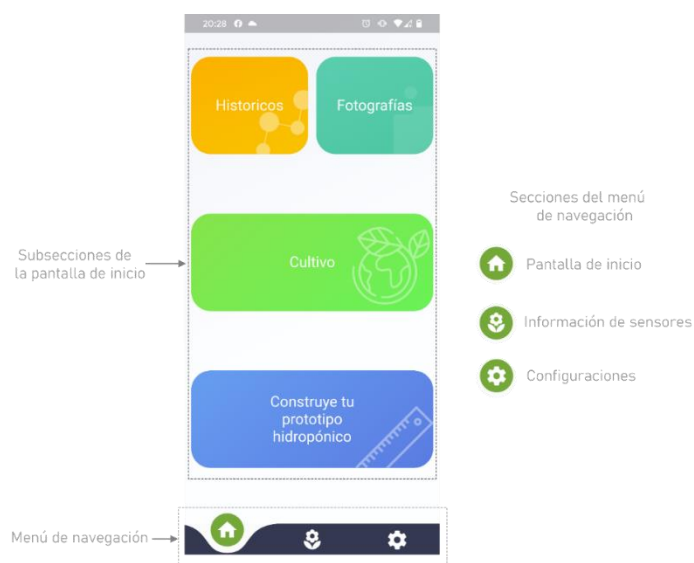 20:28
Historicos
Fotografías
Secciones del menú
de navegación
Subsecciones de
la pantalla de inicio
Cultivo
Pantalla de inicio
Información de sensores
Configuraciones
Construye tu
prototipo
hidropónico
Menú de navegación